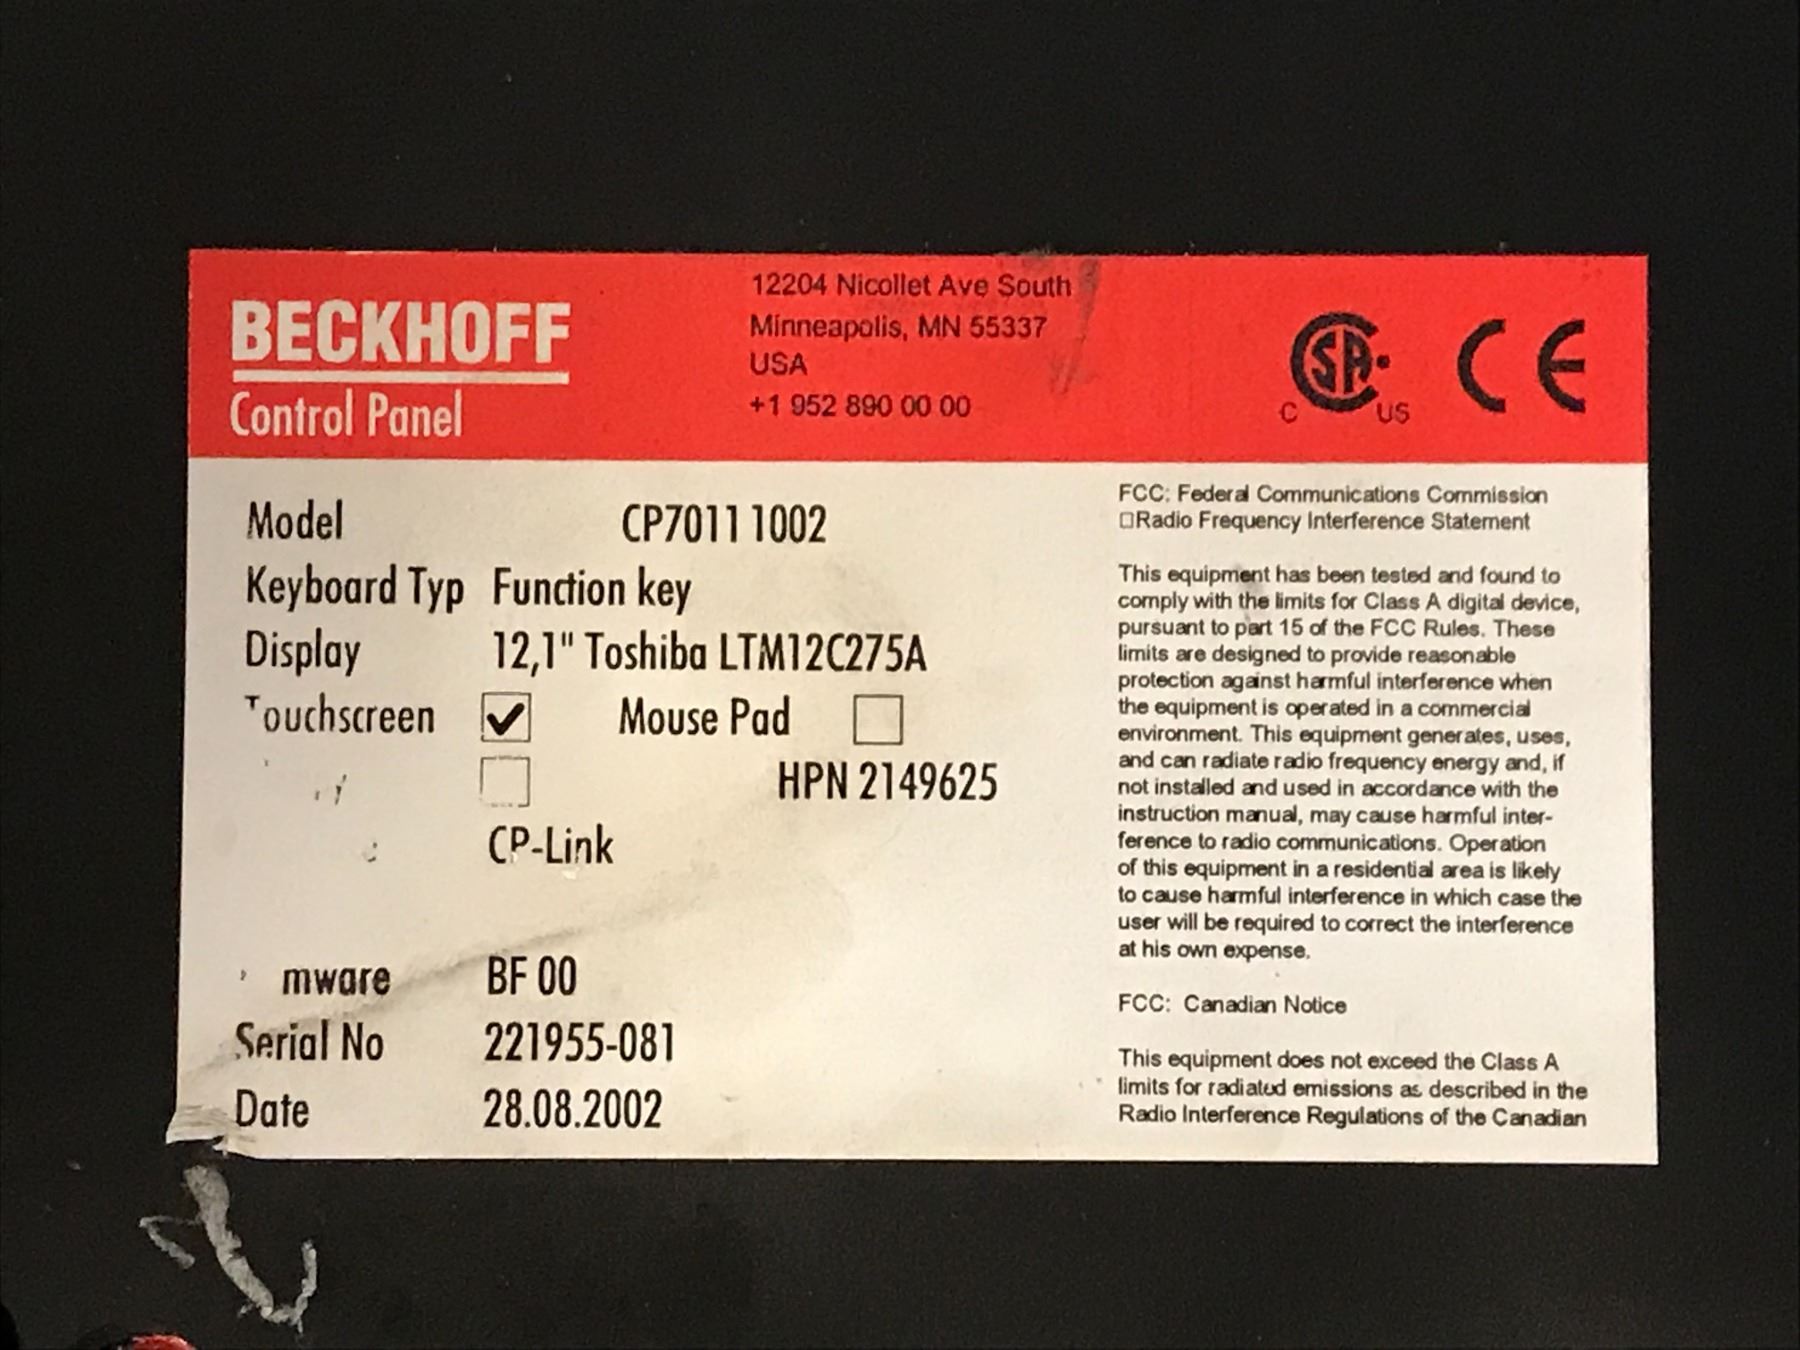 BECKHOFF
Control Panel
12204 Nicollet Ave South
Minneapolis, MN 55337
USA
+1 952 890 00 00
C SA US
CE
Model CP7011 1002
Keyboard Typ Function key
Display 12,1" Toshiba LTM12C275A
Touchscreen ✓ Mouse Pad ☐
☐ HPN 2149625
CP-Link
mware BF 00
Serial No 221955-081
Date 28.08.2002
FCC: Federal Communications Commission
☐Radio Frequency Interference Statement
This equipment has been tested and found to
comply with the limits for Class A digital device,
pursuant to part 15 of the FCC Rules. These
limits are designed to provide reasonable
protection against harmful interference when
the equipment is operated in a commercial
environment. This equipment generates, uses,
and can radiate radio frequency energy and, if
not installed and used in accordance with the
instruction manual, may cause harmful inter-
ference to radio communications. Operation
of this equipment in a residential area is likely
to cause harmful interference in which case the
user will be required to correct the interference
at his own expense.
FCC: Canadian Notice
This equipment does not exceed the Class A
limits for radiated emissions as described in the
Radio Interference Regulations of the Canadian